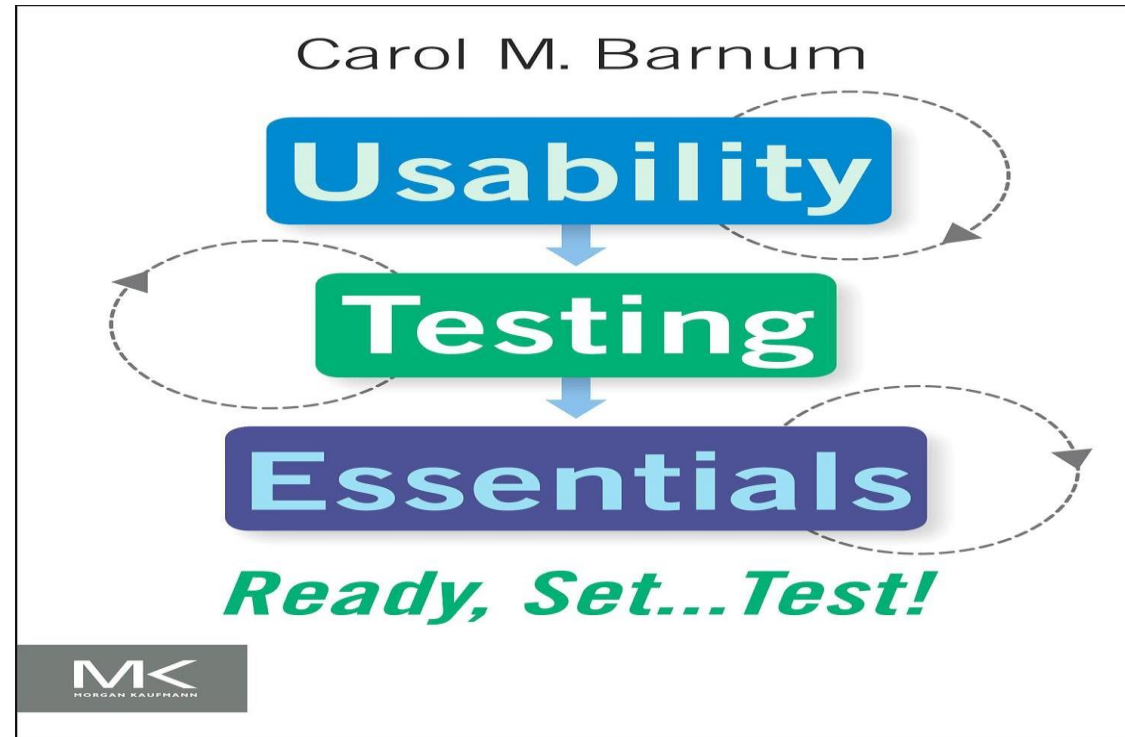 Carol M. Barnum
Usability
Testing
Essentials
Ready, Set...Test!
MK
MORGAN KAUFMANN